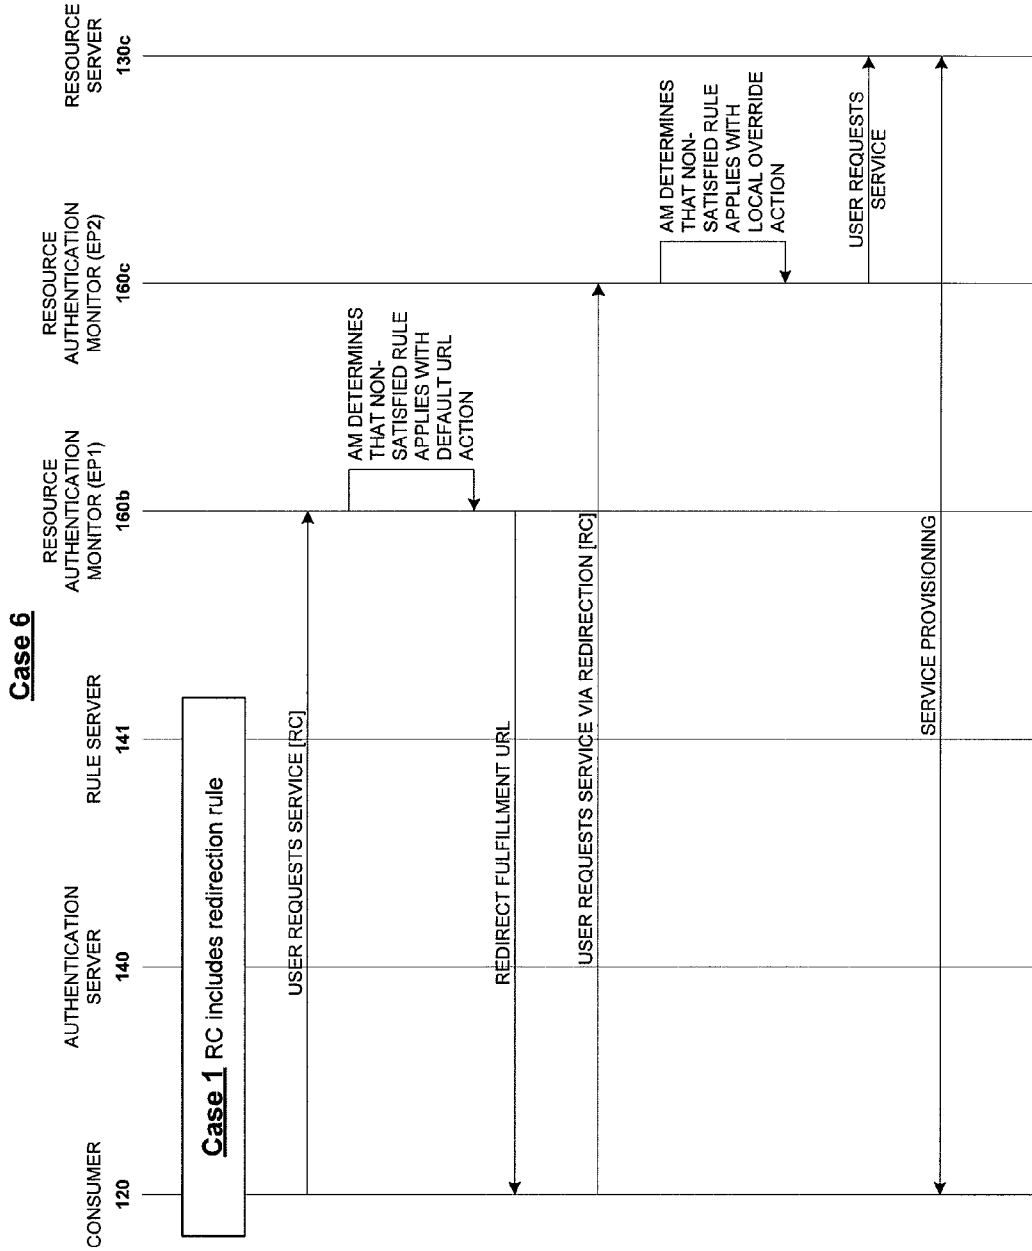 Case 6
CONSUMER
120
AUTHENTICATION
SERVER
140
RULE SERVER
141
RESOURCE
AUTHENTICATION
MONITOR (EP1)
160b
RESOURCE
AUTHENTICATION
MONITOR (EP2)
160c
RESOURCE
SERVER
130c
Case 1 RC includes redirection rule
USER REQUESTS SERVICE [RC]
AM DETERMINES
THAT NON-
SATISFIED RULE
APPLIES WITH
DEFAULT URL
ACTION
REDIRECT FULFILLMENT URL
USER REQUESTS SERVICE VIA REDIRECTION [RC]
AM DETERMINES
THAT NON-
SATISFIED RULE
APPLIES WITH
LOCAL OVERRIDE
ACTION
USER REQUESTS
SERVICE
SERVICE PROVISIONING